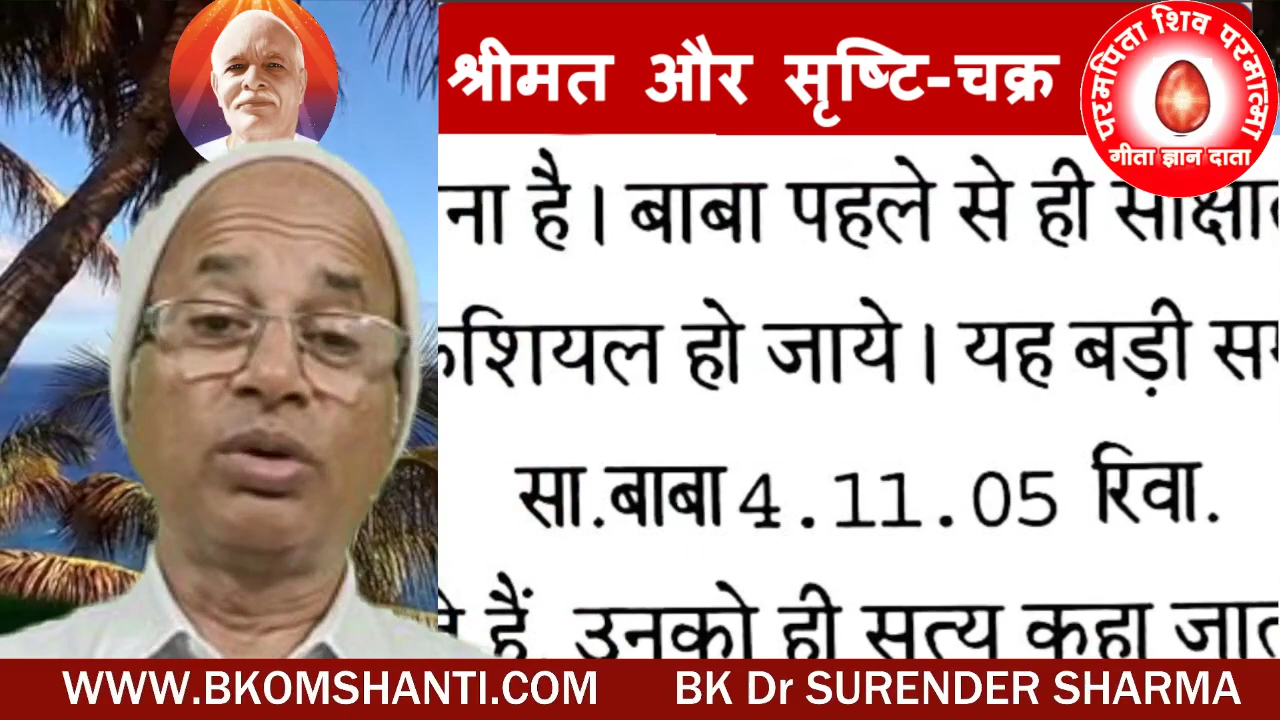 श्रीमत और सृष्टि-चक्र
परमपिता शिव परमात्मा
गीता ज्ञान दाता
ना है। बाबा पहले से ही
शियल हो जाये। यह बड़ी
सा.बाबा 4.11.05 रिवा.
हैं, उनको ही सत्य कहा
WWW.BKOMSHANTI.COM
BK Dr SURENDER SHARMA